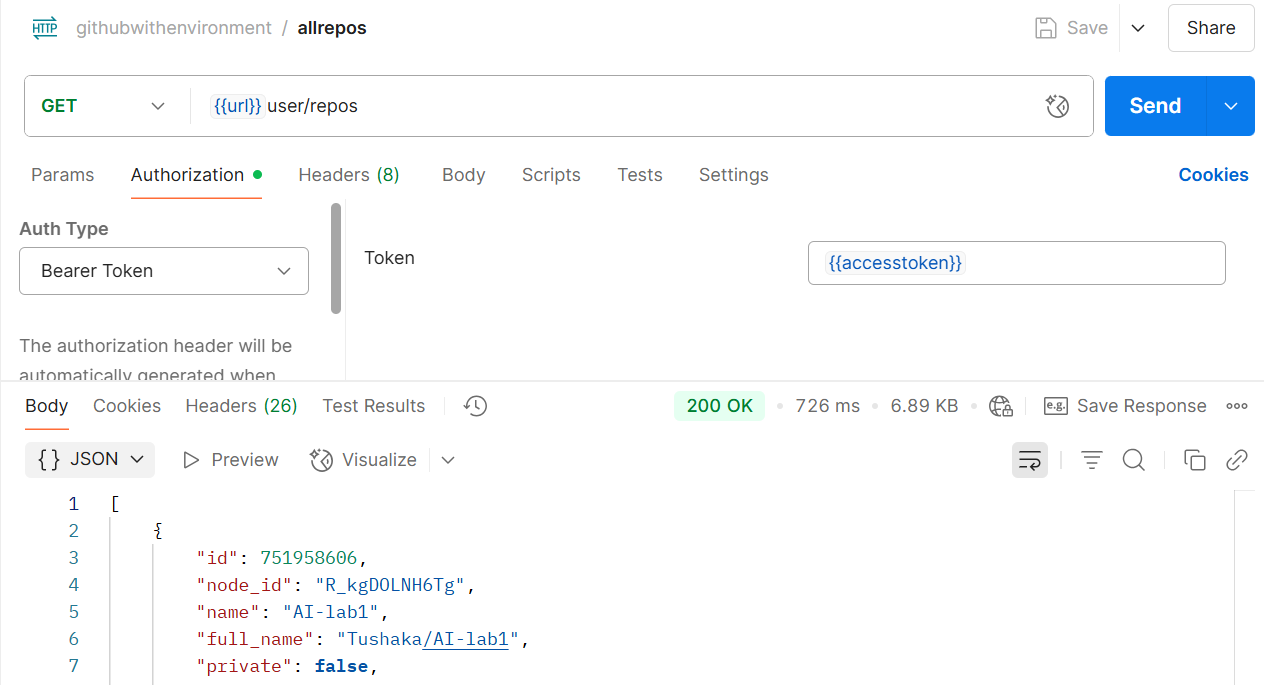 HTTP githubwithenvironment / allrepos Save Share
GET {{url}} user/repos Send
Params Authorization Headers (8) Body Scripts Tests Settings Cookies
Auth Type
Bearer Token
Token {{accesstoken}}
The authorization header will be
automatically generated when
Body Cookies Headers (26) Test Results 200 OK 726 ms 6.89 KB e.g. Save Response
{} JSON Preview Visualize
1 [
2 {
3 "id": 751958606,
4 "node_id": "R_kgDOLNH6Tg",
5 "name": "AI-lab1",
6 "full_name": "Tushaka/AI-lab1",
7 "private": false,